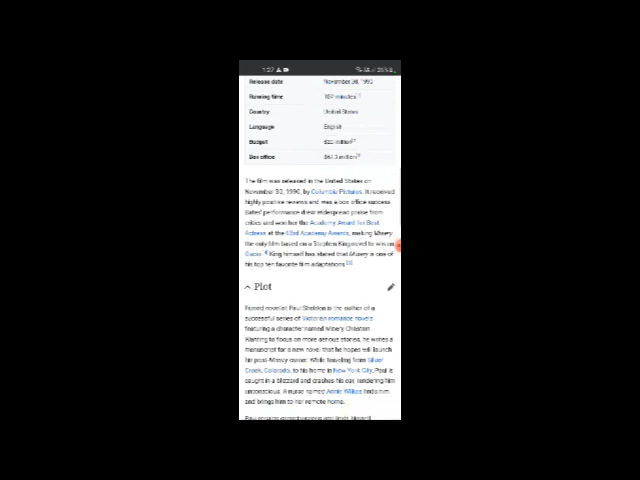 1:27
Release date November 30, 1990
Running time 107 minutes
Country United States
Language English
Budget $20 million
Box office $61.3 million
The film was released in the United States on
November 30, 1990, by Columbia Pictures. It received
highly positive reviews and was a box office success.
Bates' performance drew widespread praise from
critics and won her the Academy Award for Best
Actress at the 63rd Academy Awards, making Misery
the only film based on a Stephen King novel to win an
Oscar. King himself has stated that Misery is one of
his top ten favorite film adaptations.
Plot
Famed novelist Paul Sheldon is the author of a
successful series of Victorian romance novels
featuring a character named Misery Chastain.
Wanting to focus on more serious stories, he writes a
manuscript for a new novel that he hopes will launch
his post-Misery career. While traveling from Silver
Creek, Colorado, to his home in New York City, Paul is
caught in a blizzard and crashes his car, rendering him
unconscious. A nurse named Annie Wilkes finds him
and brings him to her remote home.
Paul regains consciousness and finds himself